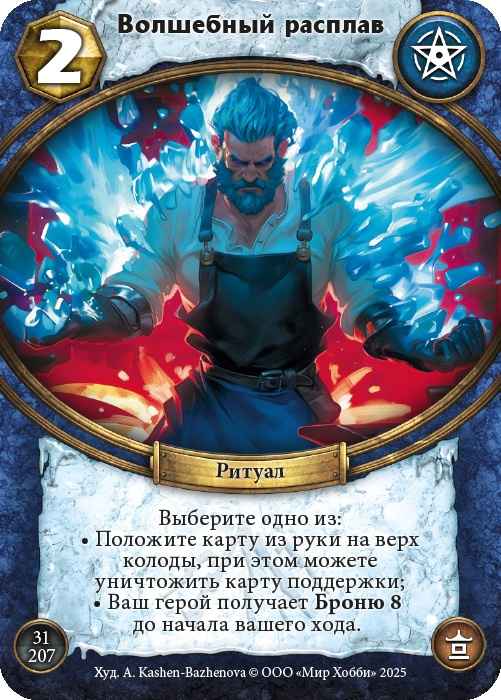 Волшебный расплав
2
Ритуал
Выберите одно из:
• Положите карту из руки на верх
колоды, при этом можете
уничтожить карту поддержки;
• Ваш герой получает Броню 8
до начала вашего хода.
31
207
Худ. A. Kashen-Bazhenova © ООО «Мир Хобби» 2025